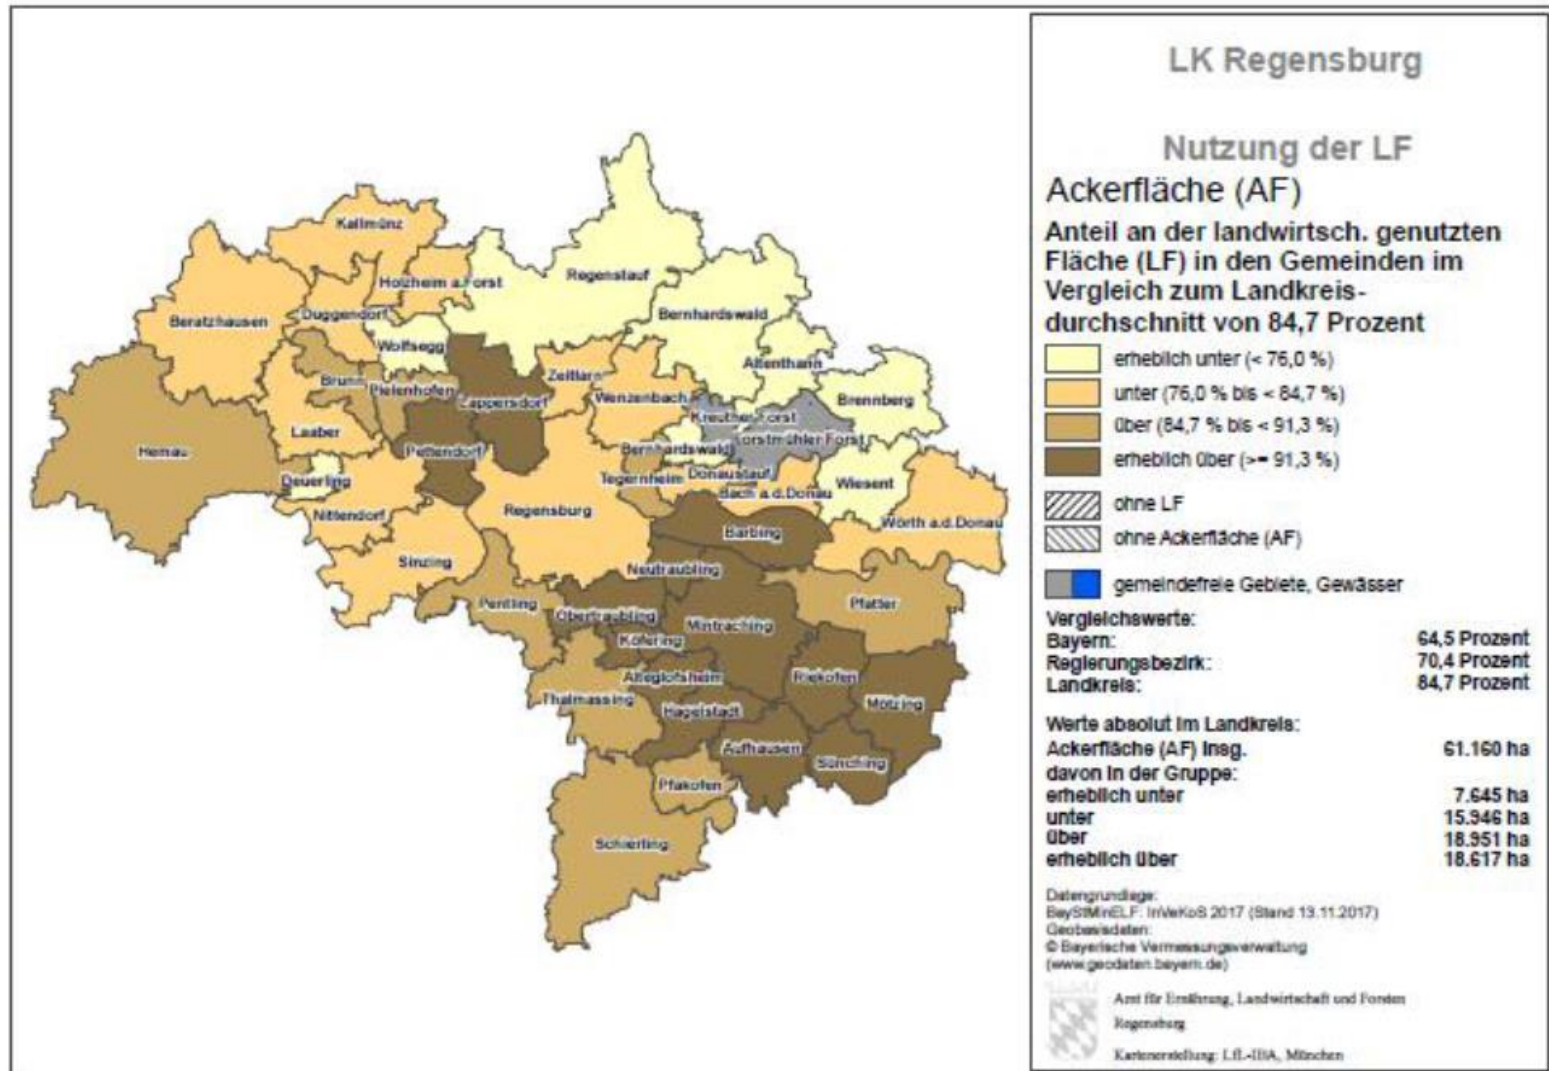 LK Regensburg
Nutzung der LF
Ackerfläche (AF)
Anteil an der landwirtsch. genutzten
Fläche (LF) in den Gemeinden im
Vergleich zum Landkreis-
durchschnitt von 84,7 Prozent
erheblich unter (< 76,0 %)
unter (76,0 % bis < 84,7 %)
über (84,7 % bis < 91,3 %)
erheblich über (>= 91,3 %)
ohne LF
ohne Ackerfläche (AF)
gemeindefreie Gebiete, Gewässer
Vergleichswerte:
Bayern: 64,5 Prozent
Regierungsbezirk: 70,4 Prozent
Landkreis: 84,7 Prozent
Werte absolut im Landkreis:
Ackerfläche (AF) insg. 61.160 ha
davon in der Gruppe:
erheblich unter 7.645 ha
unter 15.946 ha
über 18.951 ha
erheblich über 18.617 ha
Datengrundlage:
BayStMinELF: InVeKoS 2017 (Stand 13.11.2017)
Geobasisdaten:
© Bayerische Vermessungsverwaltung
(www.geodaten.bayern.de)
Amt für Ernährung, Landwirtschaft und Forsten
Regensburg
Kartenerstellung: LfL-IBA, München
Kallmünz
Holzheim a.Forst
Regenstauf
Beratzhausen
Duggendorf
Bernhardswald
Wolfsegg
Altenthann
Brunn
Pielenhofen
Zeitlarn
Lappersdorf
Wenzenbach
Brennberg
Kreuther Forst
Laaber
Forstmühler Forst
Hemau
Pettendorf
Bernhardswald
Deuerling
Tegernheim
Donaustauf
Wiesent
Bach a.d.Donau
Nittendorf
Regensburg
Wörth a.d.Donau
Barbing
Sinzing
Neutraubling
Pentling
Pfatter
Obertraubling
Mintraching
Köfering
Alteglofsheim
Riekofen
Thalmassing
Mötzing
Hagelstadt
Aufhausen
Sünching
Pfakofen
Schierling